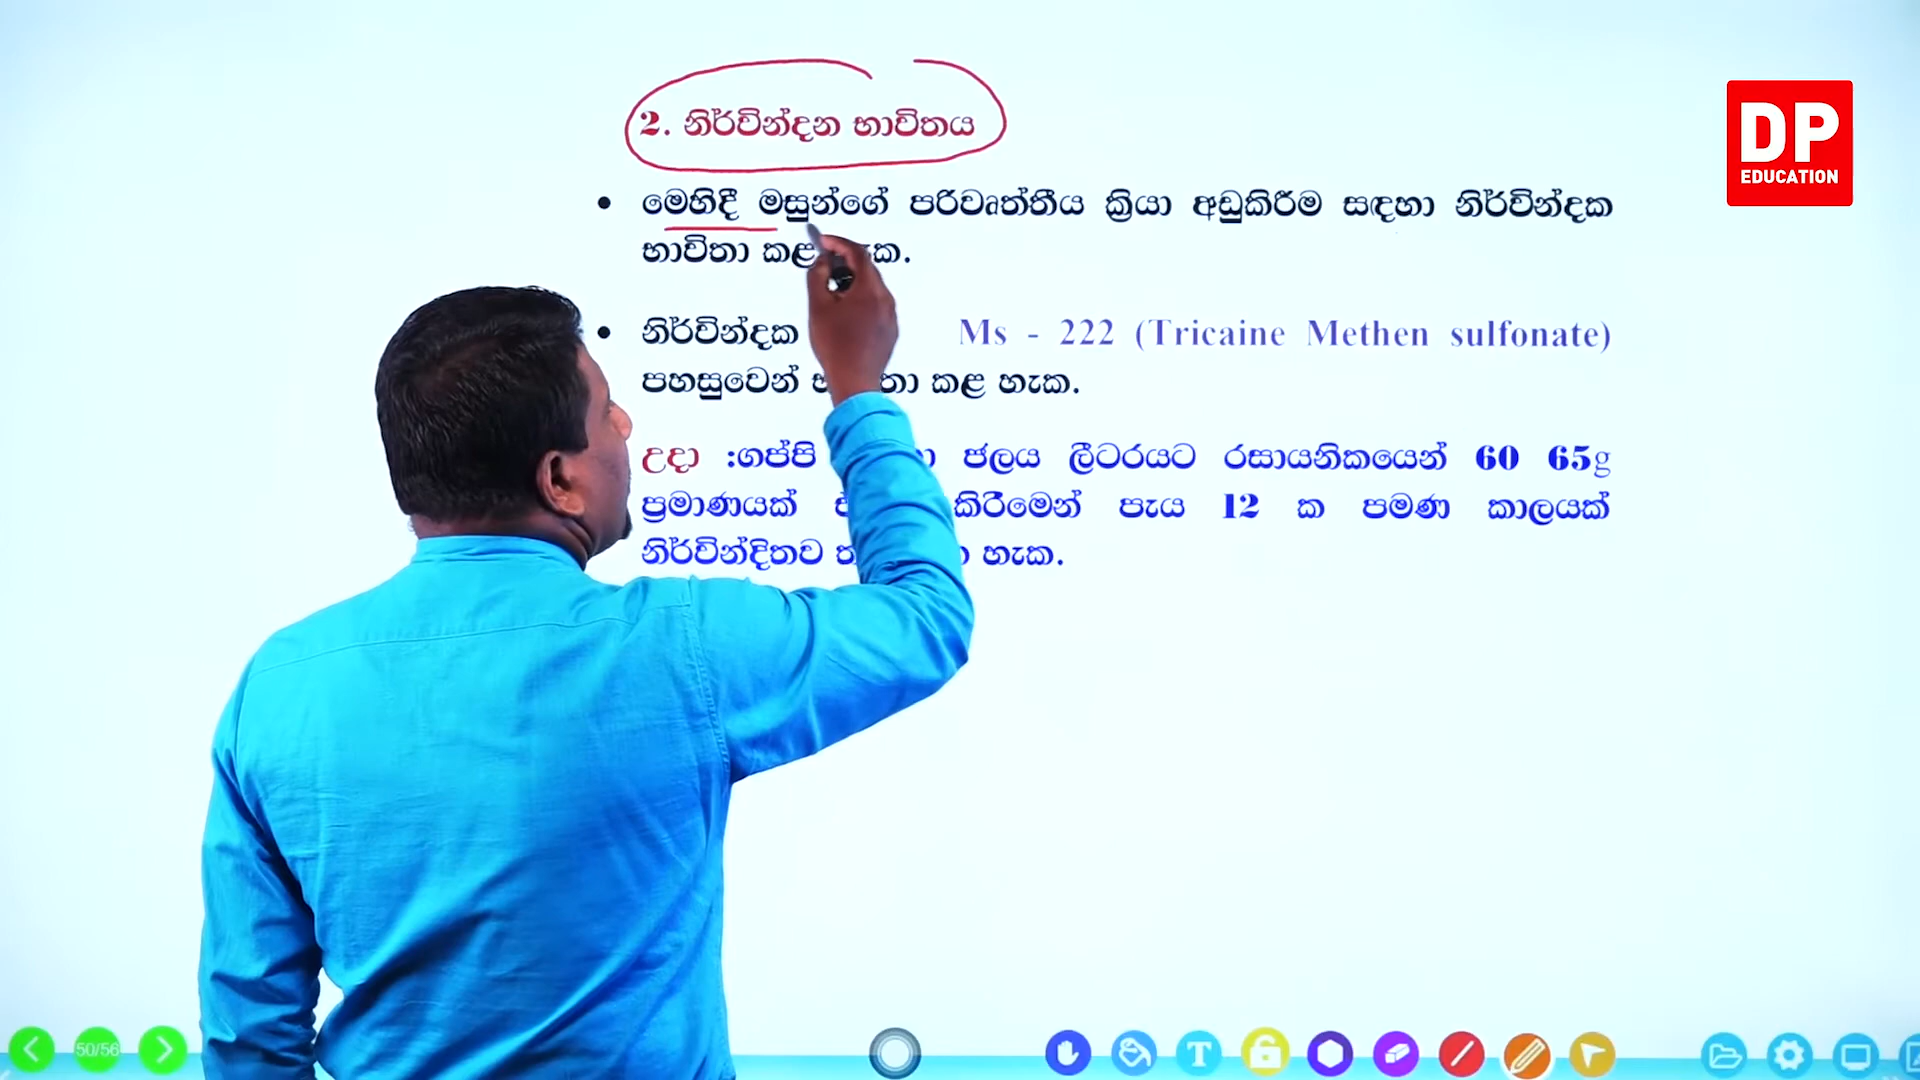 2. නිර්වින්දන භාවිතය
DP
EDUCATION
• මෙහිදී මසුන්ගේ පරිවෘත්තීය ක්‍රියා අඩුකිරීම සඳහා නිර්වින්දක
භාවිතා කළ
• නිර්වින්දක Ms - 222 (Tricaine Methen sulfonate)
පහසුවෙන් කළ හැක.
උදා :ගප්පි ජලය ලීටරයට රසායනිකයෙන් 60 65g
ප්‍රමාණයක් පැය 12 ක පමණ කාලයක්
නිර්වින්දිතව හැක.
50/56
T